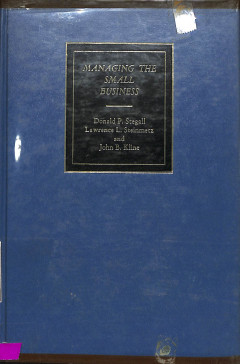 MANAGING THE
SMALL
BUSINESS
Donald P. Stegall
Lawrence L. Steinmetz
and
John B. Kline